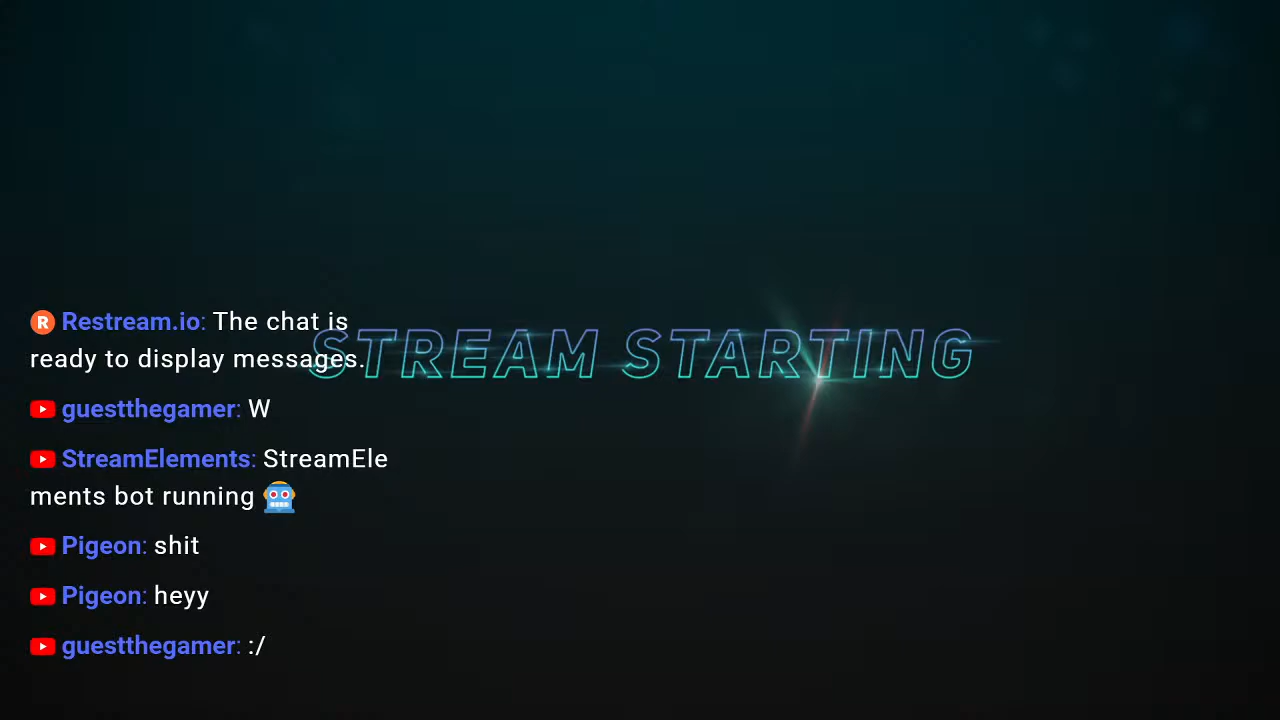 R Restream.io: The chat is
ready to display messages.
STREAM STARTING
guestthegamer: W
StreamElements: StreamEle
ments bot running
Pigeon: shit
Pigeon: heyy
guestthegamer: :/